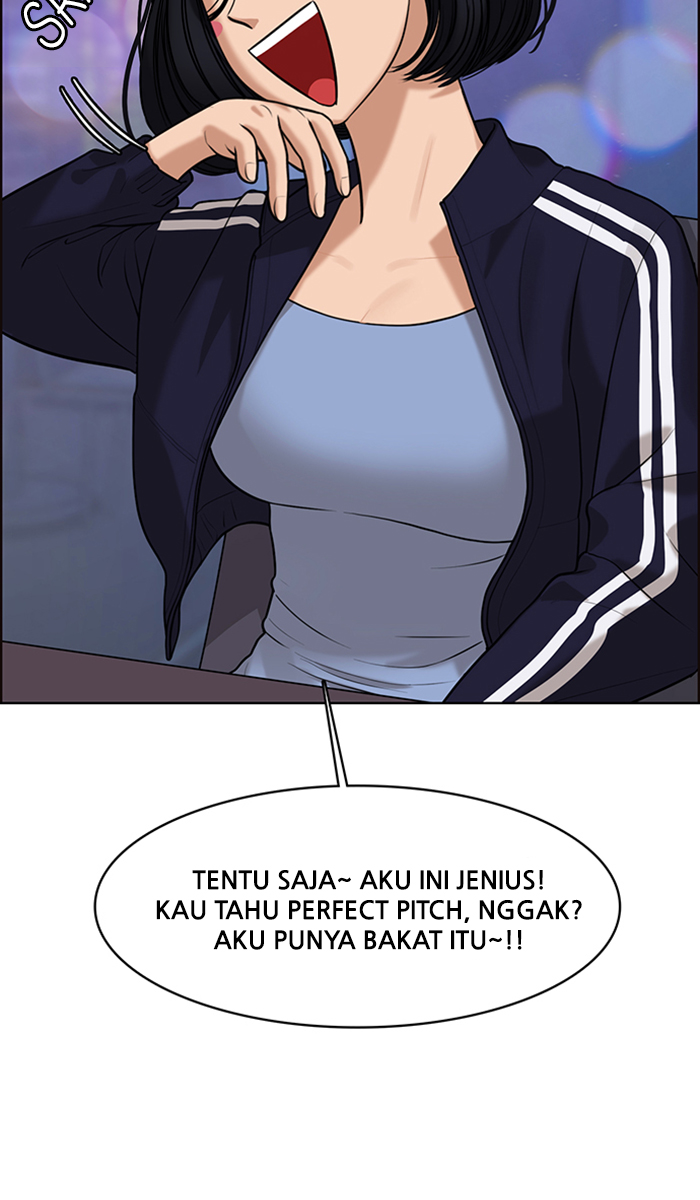 TENTU SAJA~ AKU INI JENIUS!
KAU TAHU PERFECT PITCH, NGGAK?
AKU PUNYA BAKAT ITU~!!